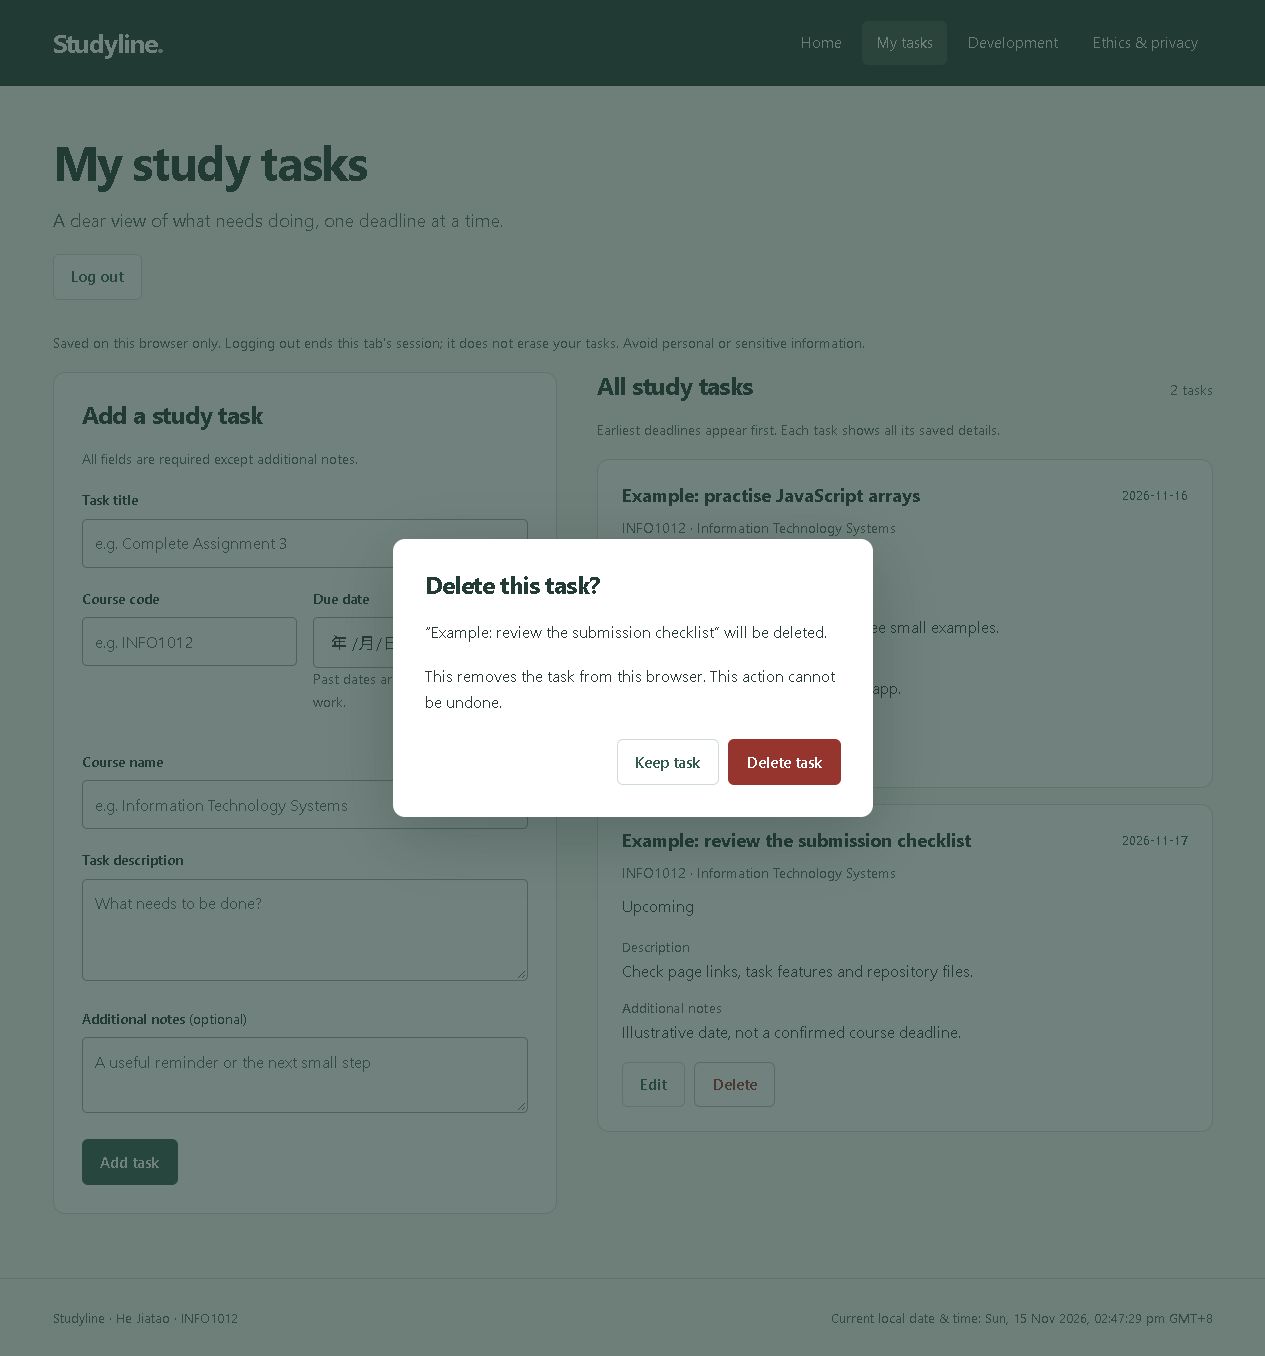 Studyline.
Home
My tasks
Development
Ethics & privacy
My study tasks
A clear view of what needs doing, one deadline at a time.
Log out
Saved on this browser only. Logging out ends this tab's session; it does not erase your tasks. Avoid personal or sensitive information.
Add a study task
All fields are required except additional notes.
Task title
e.g. Complete Assignment 3
Course code
Due date
e.g. INFO1012
年 /月/日
Past dates
work.
Course name
e.g. Information Technology Systems
Task description
What needs to be done?
Additional notes (optional)
A useful reminder or the next small step
Add task
All study tasks
2 tasks
Earliest deadlines appear first. Each task shows all its saved details.
Example: practise JavaScript arrays
2026-11-16
INFO1012 · Information Technology Systems
small examples.
app.
Delete this task?
“Example: review the submission checklist” will be deleted.
This removes the task from this browser. This action cannot
be undone.
Keep task
Delete task
Example: review the submission checklist
2026-11-17
INFO1012 · Information Technology Systems
Upcoming
Description
Check page links, task features and repository files.
Additional notes
Illustrative date, not a confirmed course deadline.
Edit
Delete
Studyline · He Jiatao · INFO1012
Current local date & time: Sun, 15 Nov 2026, 02:47:29 pm GMT+8